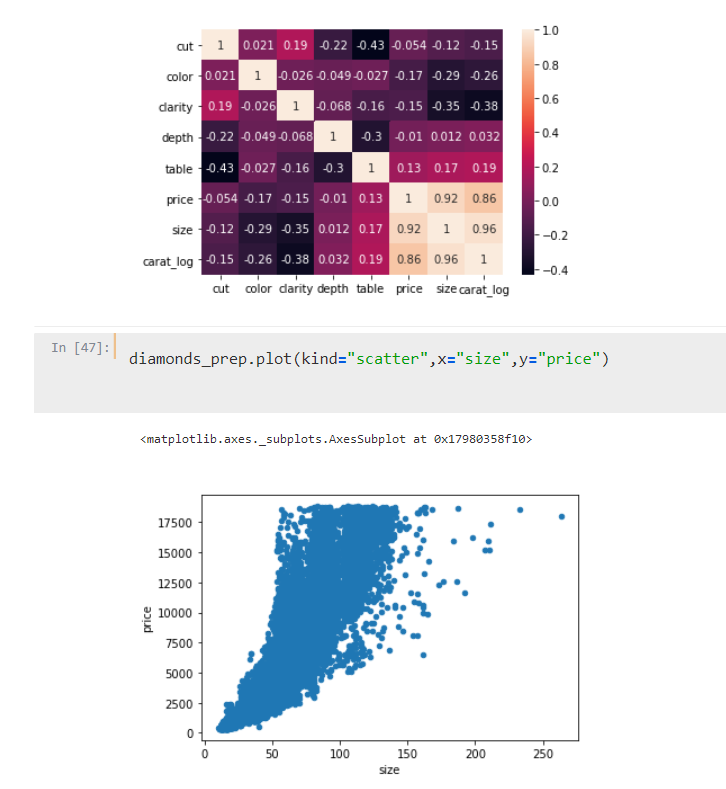 cut 1 0.021 0.19 -0.22 -0.43 -0.054 -0.12 -0.15
color 0.021 1 -0.026 -0.049 -0.027 -0.17 -0.29 -0.26
clarity 0.19 -0.026 1 -0.068 -0.16 -0.15 -0.35 -0.38
depth -0.22 -0.049 -0.068 1 -0.3 -0.01 0.012 0.032
table -0.43 -0.027 -0.16 -0.3 1 0.13 0.17 0.19
price -0.054 -0.17 -0.15 -0.01 0.13 1 0.92 0.86
size -0.12 -0.29 -0.35 0.012 0.17 0.92 1 0.96
carat_log -0.15 -0.26 -0.38 0.032 0.19 0.86 0.96 1
cut color clarity depth table price size carat_log
1.0
0.8
0.6
0.4
0.2
0.0
−0.2
−0.4
In [47]: diamonds_prep.plot(kind="scatter",x="size",y="price")
<matplotlib.axes._subplots.AxesSubplot at 0x17980358f10>
17500
15000
12500
10000
7500
5000
2500
0
price
0 50 100 150 200 250
size